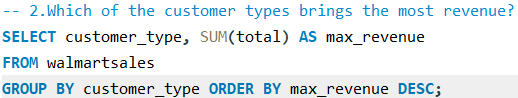 -- 2.Which of the customer types brings the most revenue?
SELECT customer_type, SUM(total) AS max_revenue
FROM walmartsales
GROUP BY customer_type ORDER BY max_revenue DESC;